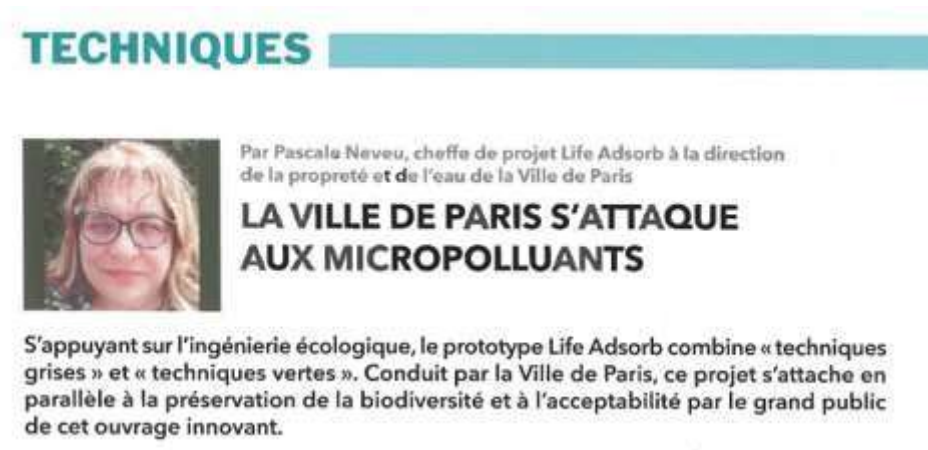 TECHNIQUES
Par Pascale Neveu, cheffe de projet Life Adsorb à la direction
de la propreté et de l'eau de la Ville de Paris
LA VILLE DE PARIS S'ATTAQUE
AUX MICROPOLLUANTS
S'appuyant sur l'ingénierie écologique, le prototype Life Adsorb combine « techniques
grises » et « techniques vertes ». Conduit par la Ville de Paris, ce projet s'attache en
parallèle à la préservation de la biodiversité et à l'acceptabilité par le grand public
de cet ouvrage innovant.